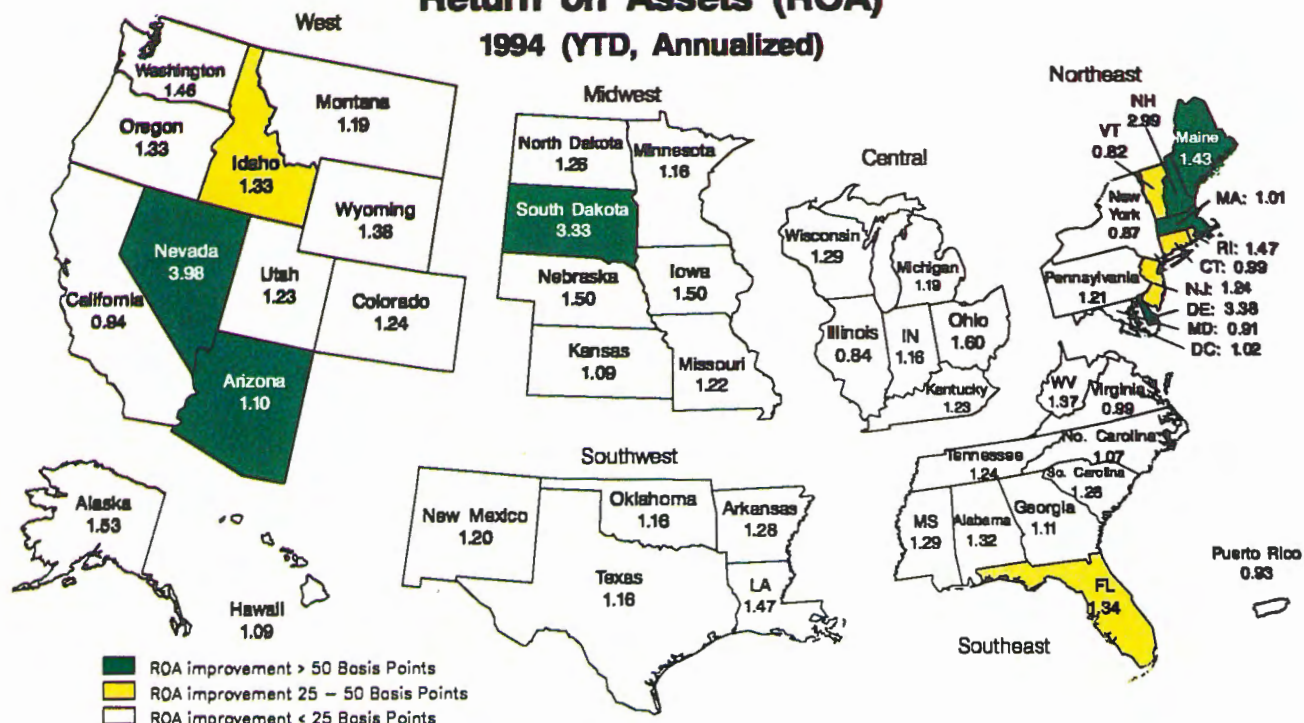 Return on Assets (ROA)
1994 (YTD, Annualized)
West
Washington
1.46
Oregon
1.33
Idaho
1.33
Montana
1.19
Wyoming
1.38
Nevada
3.98
Utah
1.23
Colorado
1.24
California
0.94
Arizona
1.10
Alaska
1.53
Hawaii
1.09
Midwest
North Dakota
1.26
Minnesota
1.16
South Dakota
3.33
Nebraska
1.50
Iowa
1.50
Kansas
1.09
Missouri
1.22
Central
Wisconsin
1.29
Michigan
1.19
Illinois
0.84
IN
1.16
Ohio
1.60
Kentucky
1.23
Northeast
NH
2.99
VT
0.82
Maine
1.43
New
York
0.87
MA: 1.01
RI: 1.47
CT: 0.99
Pennsylvania
1.21
NJ: 1.24
DE: 3.38
MD: 0.91
DC: 1.02
Southwest
New Mexico
1.20
Oklahoma
1.16
Arkansas
1.28
Texas
1.16
LA
1.47
WV
1.37
Virginia
0.99
No. Carolina
1.07
Tennessee
1.24
So. Carolina
1.26
MS
1.29
Alabama
1.32
Georgia
1.11
FL
1.34
Southeast
Puerto Rico
0.93
ROA improvement > 50 Basis Points
ROA improvement 25 – 50 Basis Points
ROA improvement < 25 Basis Points